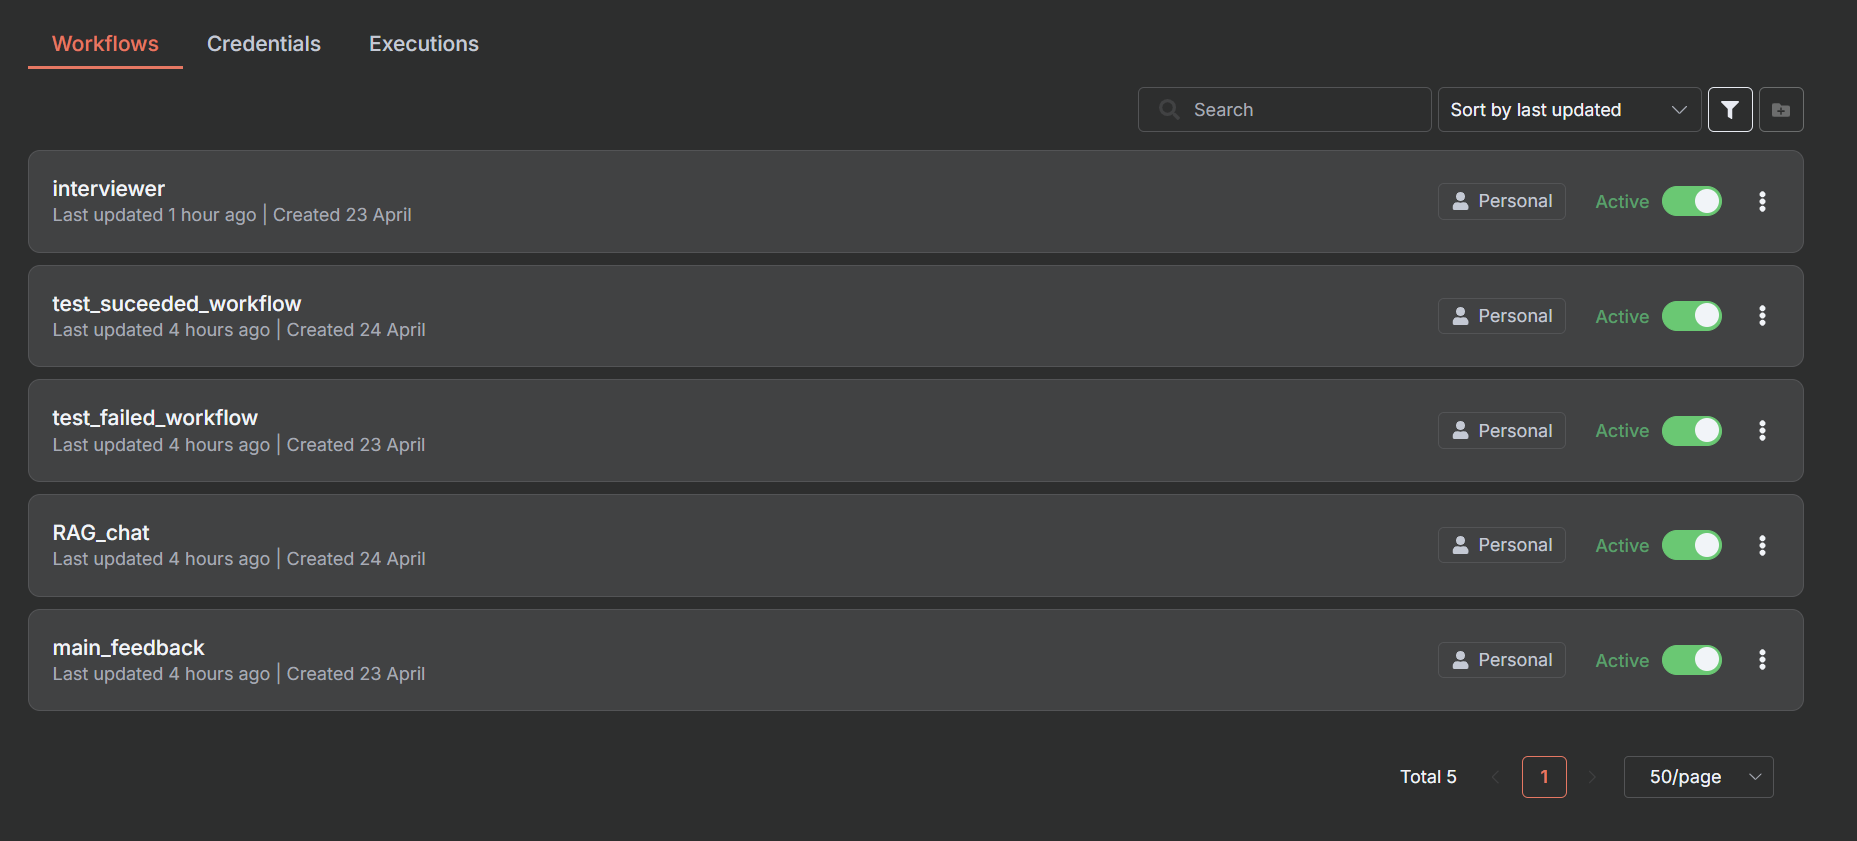 Workflows Credentials Executions
Search Sort by last updated
interviewer
Last updated 1 hour ago | Created 23 April
Personal Active
test_suceeded_workflow
Last updated 4 hours ago | Created 24 April
Personal Active
test_failed_workflow
Last updated 4 hours ago | Created 23 April
Personal Active
RAG_chat
Last updated 4 hours ago | Created 24 April
Personal Active
main_feedback
Last updated 4 hours ago | Created 23 April
Personal Active
Total 5 1 50/page